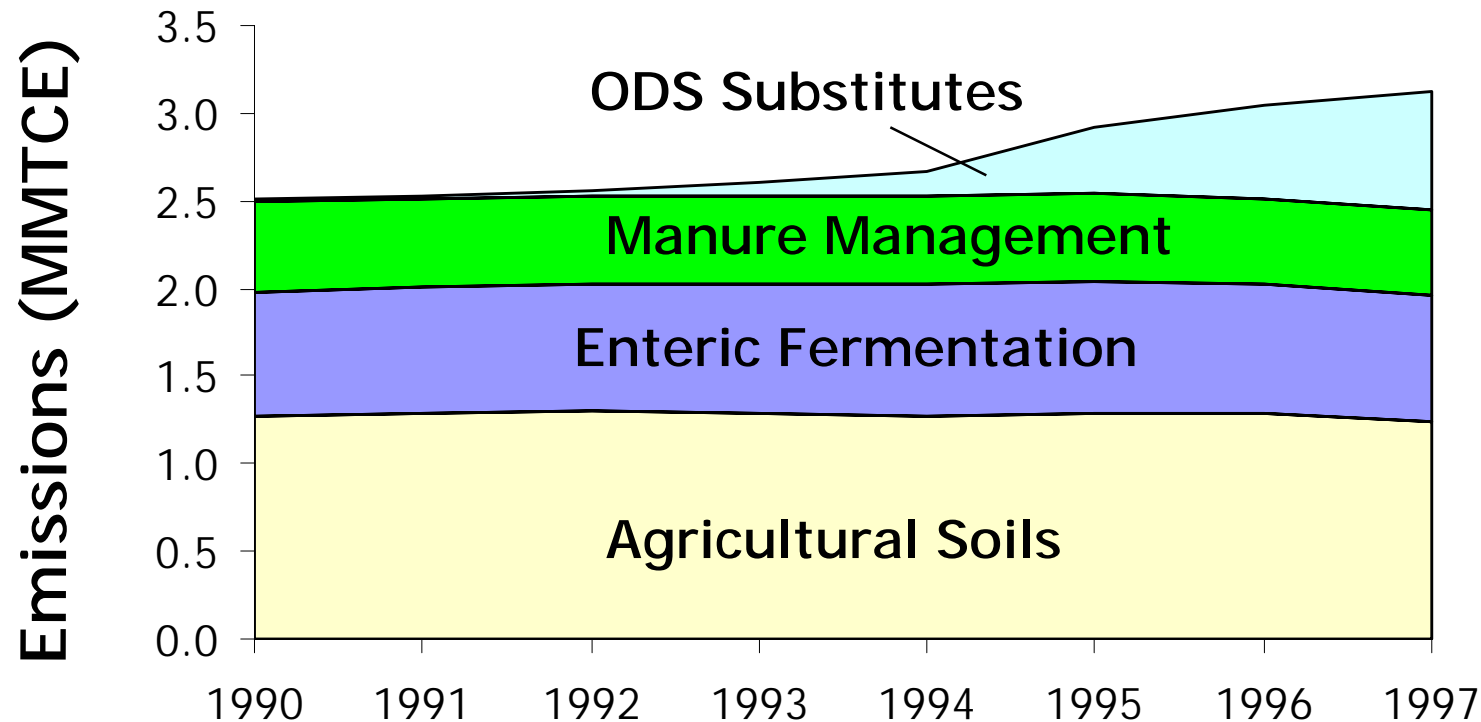 Emissions (MMTCE)
3.5
3.0
2.5
2.0
1.5
1.0
0.5
0.0
ODS Substitutes
Manure Management
Enteric Fermentation
Agricultural Soils
1990 1991 1992 1993 1994 1995 1996 1997